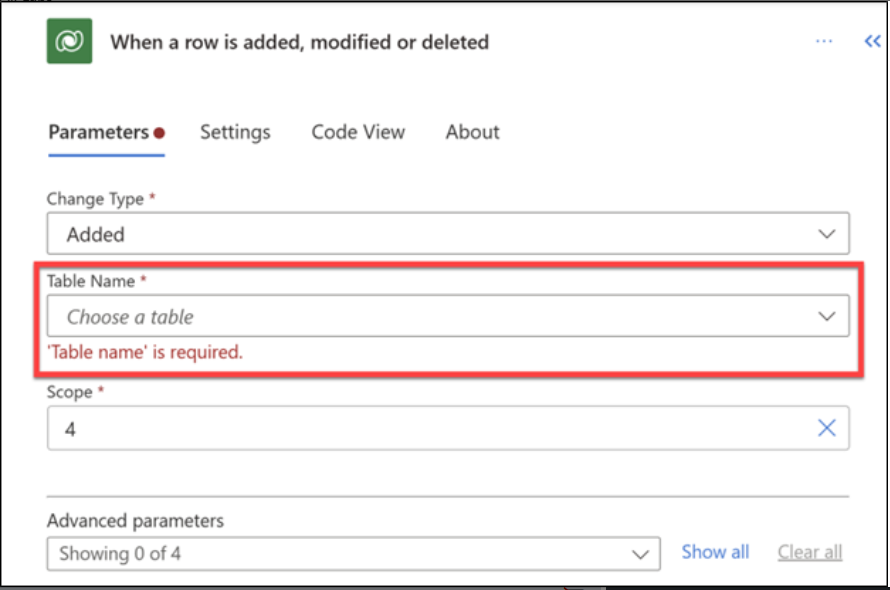 When a row is added, modified or deleted
Parameters Settings Code View About
Change Type *
Added
Table Name *
Choose a table
'Table name' is required.
Scope *
4
Advanced parameters
Showing 0 of 4 Show all Clear all